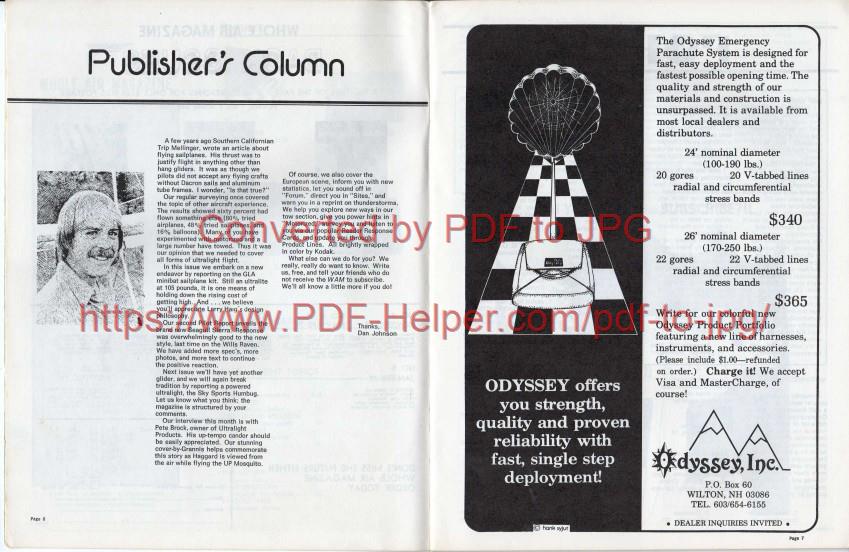 Publisher's Column
A few years ago Southern Californian
Trip Mellinger, wrote an article about
flying sailplanes. His thrust was to
justify flight in anything other than
hang gliders. It was as though we
pilots did not accept any flying crafts
without Dacron sails and aluminum
tube frames. I wonder, "Is that true?"
Our regular surveying once covered
the topic of other aircraft experience.
The results showed sixty percent had
flown something. Many (80%) tried
airplanes, 48% tried sailplanes, and
16%, balloons. Many, (20%) had
experimented with motors and a
large number have towed. Thus it was
our opinion that we needed to cover
all forms of ultralight flight.
In this issue we embark on a new
endeavor by reporting on the GLA
minibat sailplane kit. Still an ultralite
at 105 pounds, it is one means of
holding down the rising cost of
getting high. And . . . we believe
you'll appreciate Larry Haig's design
philosophy.
Our
second
new Seagull Sierra.
was overwhelmingly good to the new
style, last time on the Wills Raven.
We have added more spec's, more
photos, and more text to continue
the positive reaction.
Next issue we'll have yet another
glider, and we will again break
tradition by reporting a powered
ultralight, the Sky Sports Humbug.
Let us know what you think: the
magazine is structured by your
comments.
Our interview this month is with
Pete Brock, owner of Ultralight
Products. His up-tempo candor should
be easily appreciated. Our stunning
cover-by-Grannis helps commemorate
this story as Haggard is viewed from
the air while flying the UP Mosquito.
Of course, we also cover the
European scene, inform you with new
statistics, let you sound off in
"Forum," direct you in "Sites," and
warn you in a reprint on thunderstorms.
We help you explore new ways in our
tow section, give you power hints in
Response
Card,
Product Lines. All brightly wrapped
in color by Kodak.
What else can we do for you? We
really, really do want to know. Write
us, free, and tell your friends who do
not receive the WAM to subscribe.
We'll all know a little more if you do!
Thanks,
Dan Johnson
Page 6
ODYSSEY offers
you strength,
quality and proven
reliability with
fast, single step
deployment!
© hank syjut
The Odyssey Emergency
Parachute System is designed for
fast, easy deployment and the
fastest possible opening time. The
quality and strength of our
materials and construction is
unsurpassed. It is available from
most local dealers and
distributors.
24' nominal diameter
(100-190 lbs.)
20 gores 20 V-tabbed lines
radial and circumferential
stress bands
$340
26' nominal diameter
(170-250 lbs.)
22 gores 22 V-tabbed lines
radial and circumferential
stress bands
$365
Write for our colorful new
Odyssey Product Portfolio
featuring a new line of harnesses,
instruments, and accessories.
(Please include $1.00—refunded
on order.) Charge it! We accept
Visa and MasterCharge, of
course!
Odyssey, Inc.
P.O. Box 60
WILTON, NH 03086
TEL. 603/654-6155
• DEALER INQUIRIES INVITED •
Page 7
Converted by PDF to JPG
https://www.PDF-Helper.com/pdf-to-jpg/